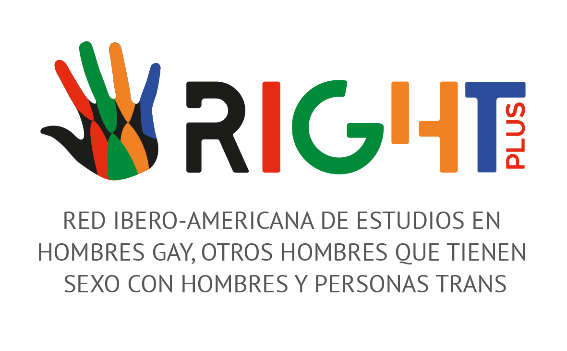 RIGHT PLUS
RED IBERO-AMERICANA DE ESTUDIOS EN
HOMBRES GAY, OTROS HOMBRES QUE TIENEN
SEXO CON HOMBRES Y PERSONAS TRANS